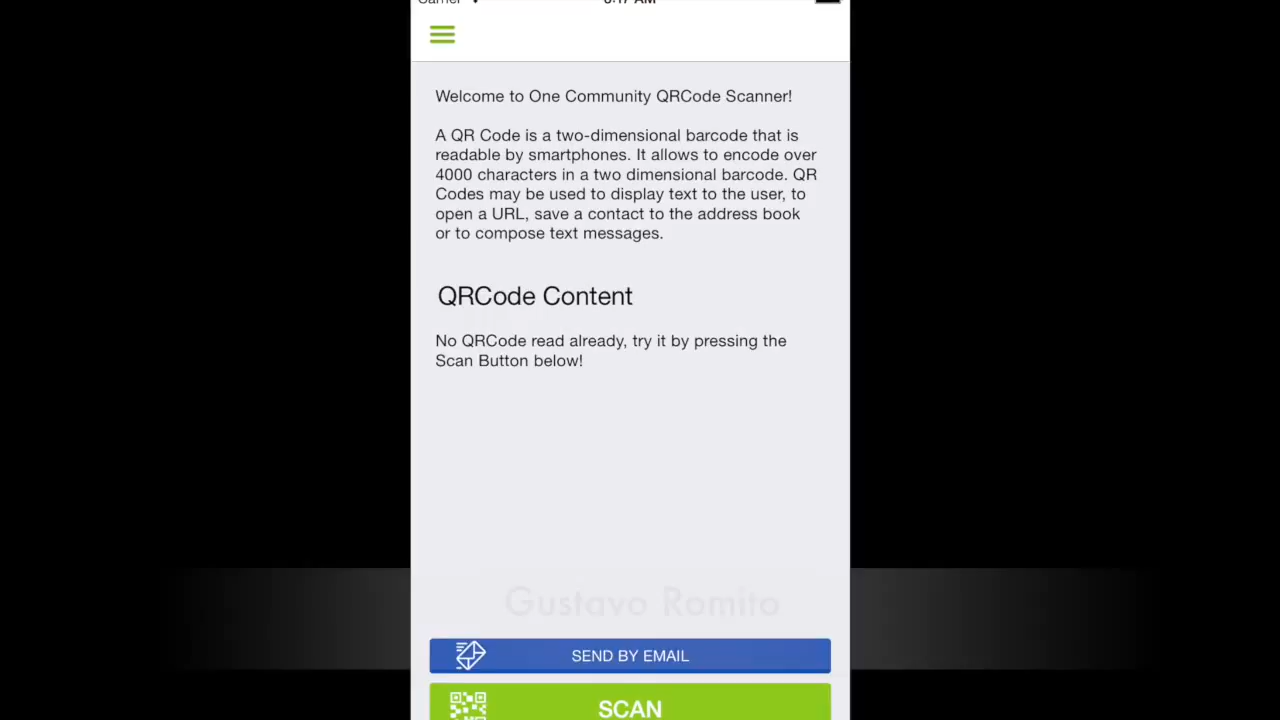 Welcome to One Community QRCode Scanner!
A QR Code is a two-dimensional barcode that is
readable by smartphones. It allows to encode over
4000 characters in a two dimensional barcode. QR
Codes may be used to display text to the user, to
open a URL, save a contact to the address book
or to compose text messages.
QRCode Content
No QRCode read already, try it by pressing the
Scan Button below!
Gustavo Romito
SEND BY EMAIL
SCAN